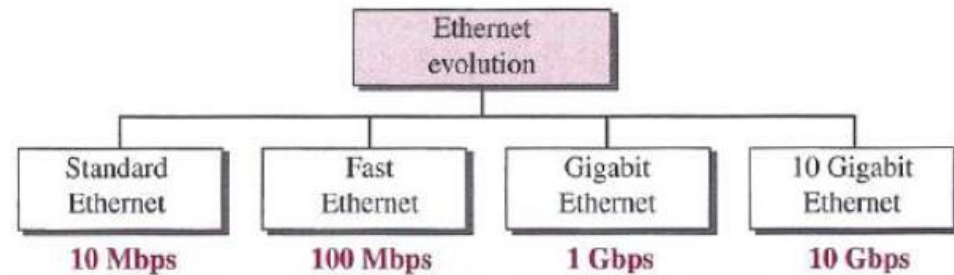 Ethernet
evolution
Standard
Ethernet
Fast
Ethernet
Gigabit
Ethernet
10 Gigabit
Ethernet
10 Mbps
100 Mbps
1 Gbps
10 Gbps